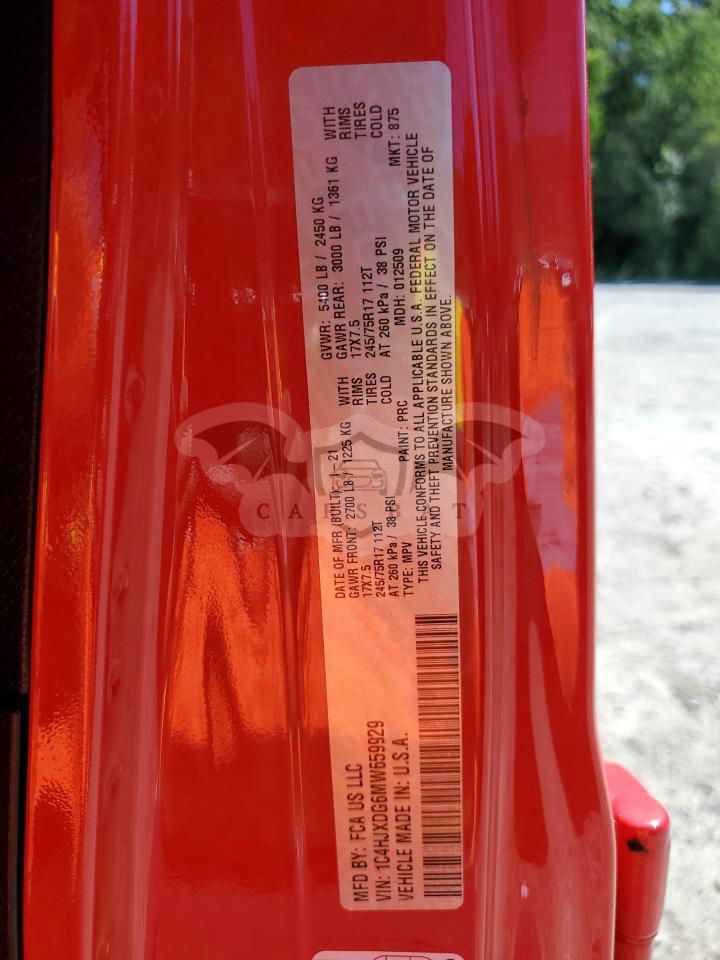 MFD BY: FCA US LLC
VIN: 1C4HJXDG6MW659929
VEHICLE MADE IN: U.S.A.
DATE OF MFR (BUILT): 1-21
GAWR FRONT: 2700 LB / 1225 KG WITH
17X7.5 RIMS
245/75R17 112T TIRES
AT 260 kPa / 38 PSI COLD
GVWR: 5400 LB / 2450 KG
GAWR REAR: 3000 LB / 1361 KG WITH
17X7.5 RIMS
245/75R17 112T TIRES
AT 260 kPa / 38 PSI COLD
TYPE: MPV PAINT: PRC MDH: 012509 MKT: 875
THIS VEHICLE CONFORMS TO ALL APPLICABLE U.S.A. FEDERAL MOTOR VEHICLE
SAFETY AND THEFT PREVENTION STANDARDS IN EFFECT ON THE DATE OF
MANUFACTURE SHOWN ABOVE.